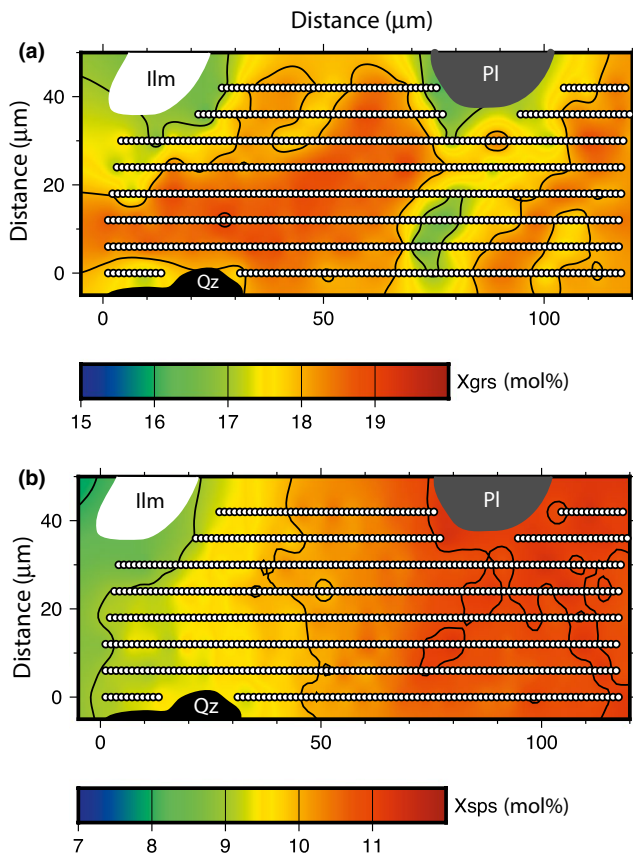 Distance (μm)
(a)
Ilm
Pl
Distance (μm)
40
20
0
Qz
0
50
100
15
16
17
18
19
Xgrs (mol%)
(b)
Ilm
Pl
Distance (μm)
40
20
0
Qz
0
50
100
7
8
9
10
11
Xsps (mol%)